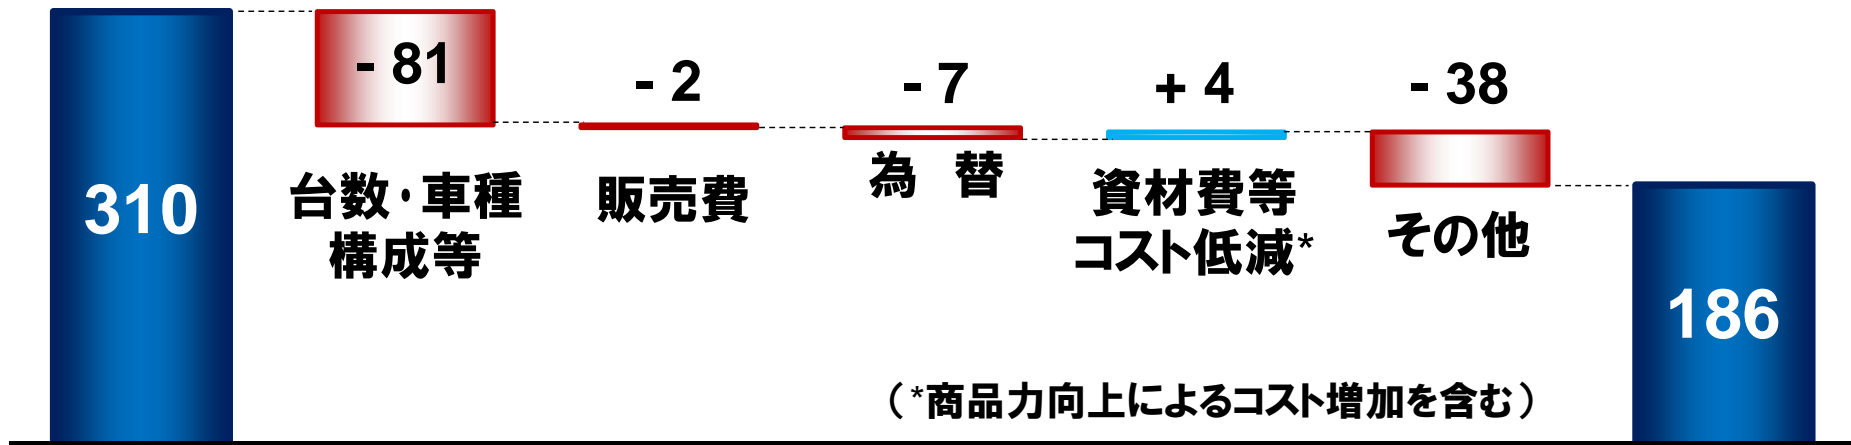 310
- 81
台数・車種
構成等
- 2
販売費
- 7
為　替
+ 4
資材費等
コスト低減*
- 38
その他
186
（*商品力向上によるコスト増加を含む）